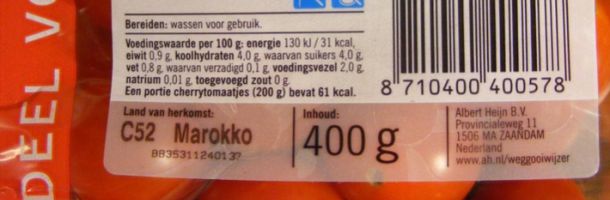 DEEL VO
Bereiden: wassen voor gebruik.
Voedingswaarde per 100 g: energie 130 kJ / 31 kcal,
eiwit 0,9 g, koolhydraten 4,0 g, waarvan suikers 4,0 g,
vet 0,8 g, waarvan verzadigd 0,1 g, voedingsvezel 2,0 g,
natrium 0,01 g, toegevoegd zout 0 g.
Een portie cherrytomaatjes (200 g) bevat 61 kcal.
8 710400 400578
Land van herkomst:
C52 Marokko
Inhoud:
400 g
Albert Heijn B.V.
Provincialeweg 11
1506 MA ZAANDAM
Nederland
www.ah.nl/weggooiwijzer